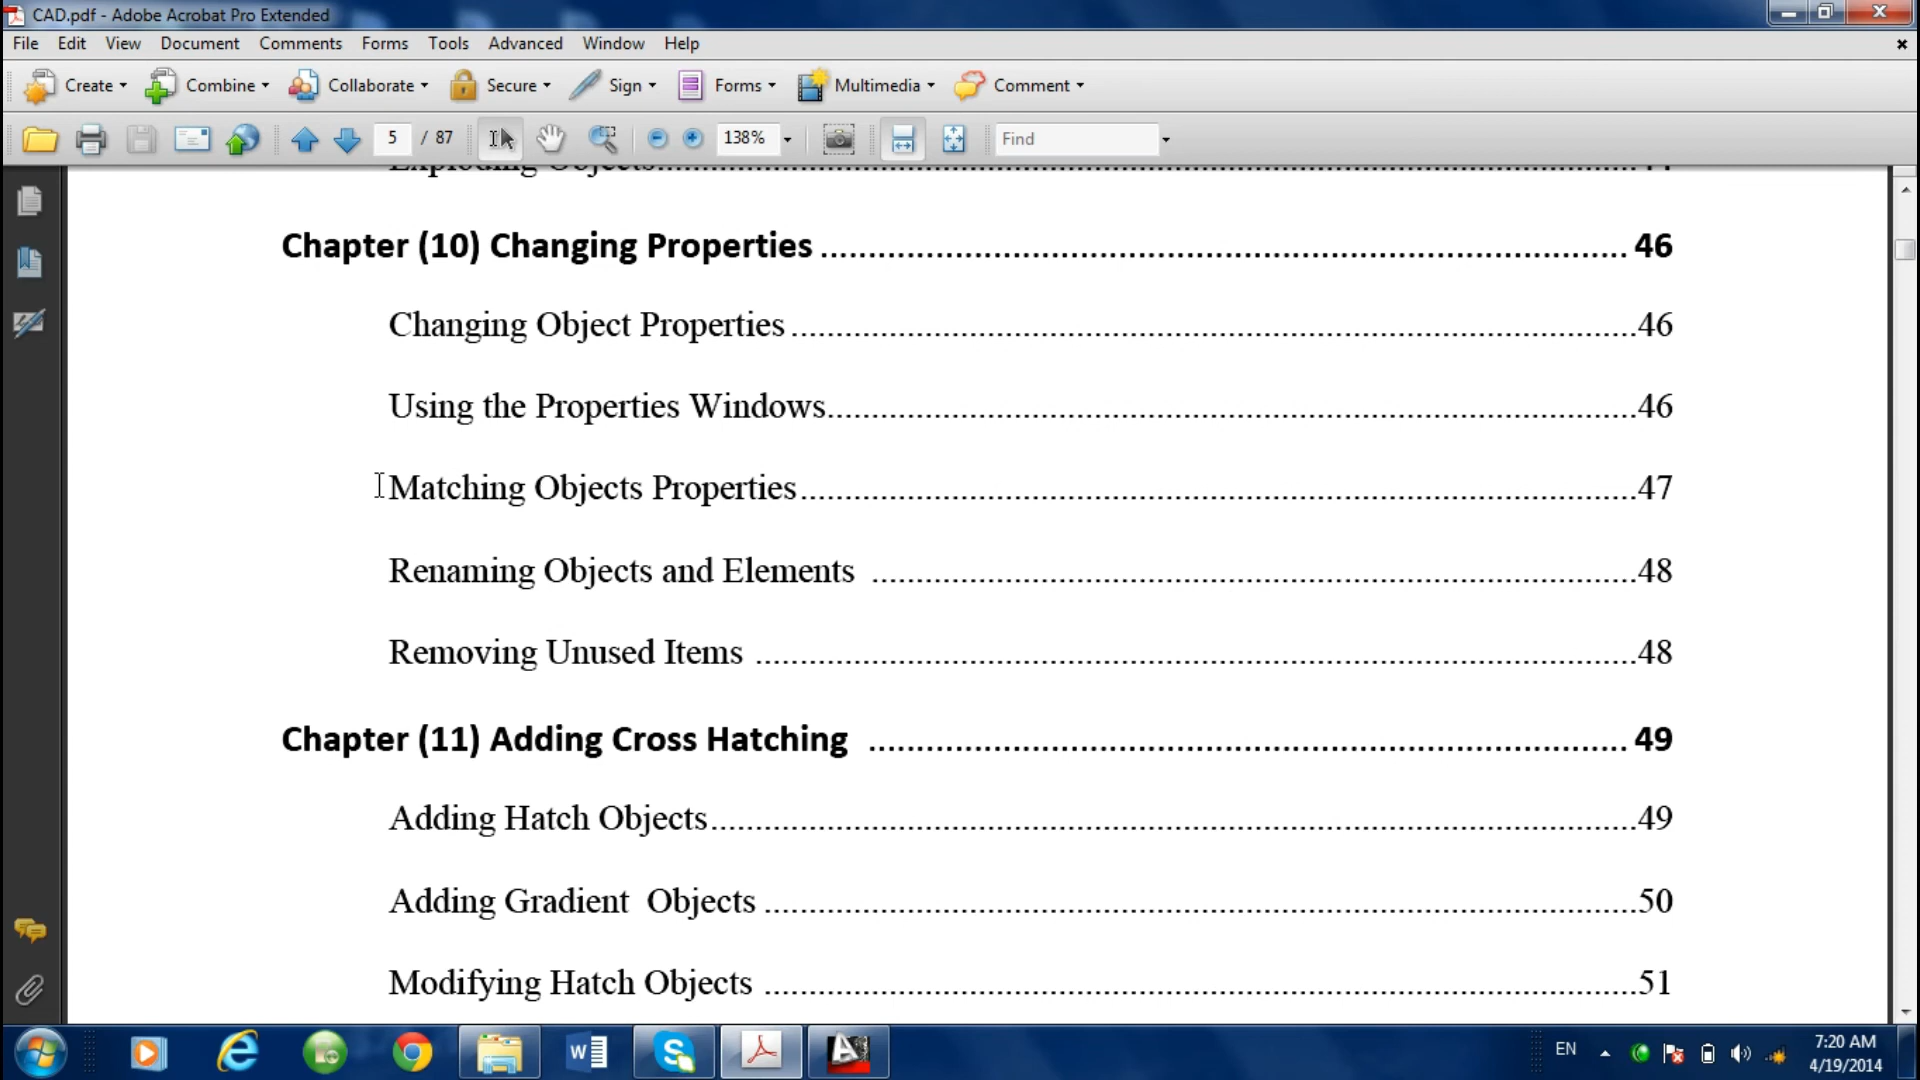 CAD.pdf - Adobe Acrobat Pro Extended
File Edit View Document Comments Forms Tools Advanced Window Help
Create Combine Collaborate Secure Sign Forms Multimedia Comment
5 / 87 138% Find
Exploding Objects
Chapter (10) Changing Properties 46
Changing Object Properties 46
Using the Properties Windows 46
Matching Objects Properties 47
Renaming Objects and Elements 48
Removing Unused Items 48
Chapter (11) Adding Cross Hatching 49
Adding Hatch Objects 49
Adding Gradient Objects 50
Modifying Hatch Objects 51
EN 7:20 AM
4/19/2014